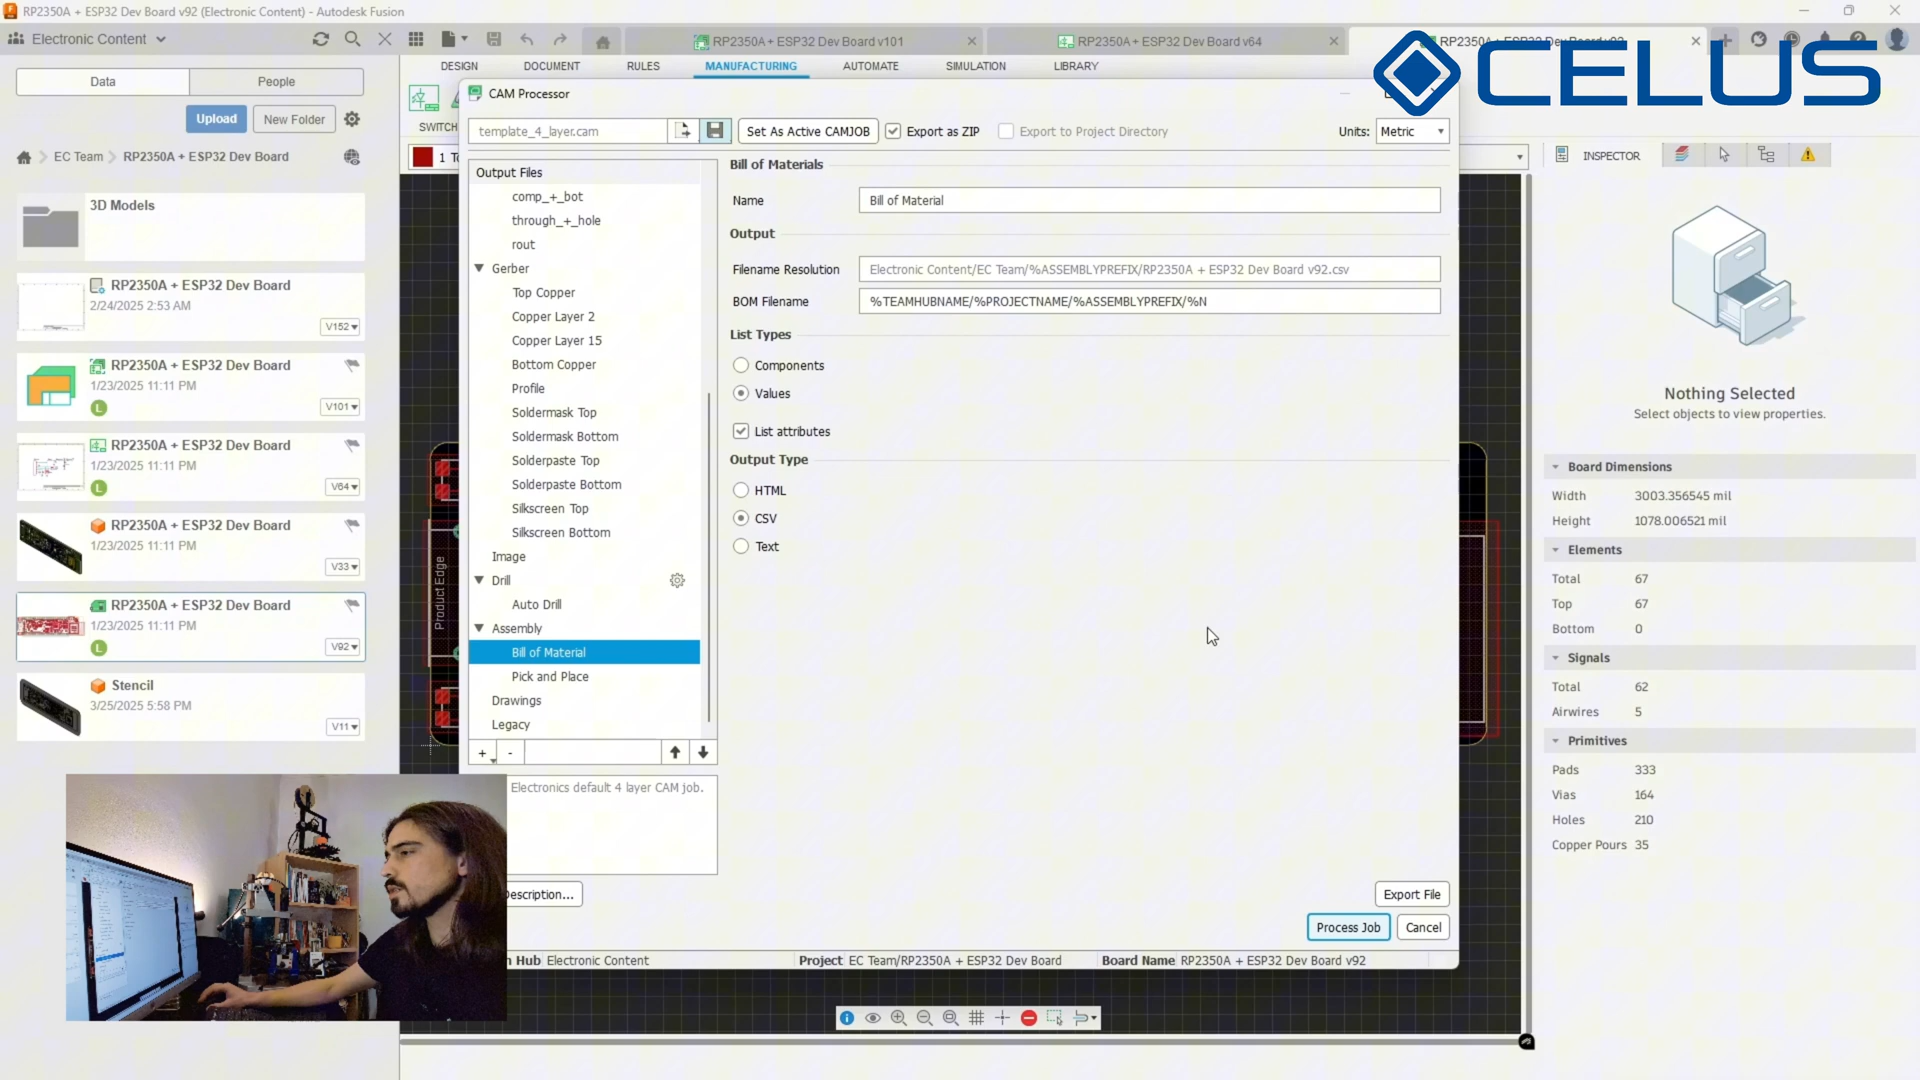 RP2350A + ESP32 Dev Board v92 (Electronic Content) - Autodesk Fusion
Electronic Content
RP2350A + ESP32 Dev Board v101
RP2350A + ESP32 Dev Board v64
CELUS
Data
People
DESIGN
DOCUMENT
RULES
MANUFACTURING
AUTOMATE
SIMULATION
LIBRARY
Upload
New Folder
SWITCH
EC Team
RP2350A + ESP32 Dev Board
1 To
INSPECTOR
3D Models
RP2350A + ESP32 Dev Board
2/24/2025 2:53 AM
V152
RP2350A + ESP32 Dev Board
1/23/2025 11:11 PM
L
V101
RP2350A + ESP32 Dev Board
1/23/2025 11:11 PM
L
V64
RP2350A + ESP32 Dev Board
1/23/2025 11:11 PM
V33
RP2350A + ESP32 Dev Board
1/23/2025 11:11 PM
L
V92
Stencil
3/25/2025 5:58 PM
V11
Product Edge
CAM Processor
template_4_layer.cam
Set As Active CAMJOB
Export as ZIP
Export to Project Directory
Units:
Metric
Output Files
comp_+_bot
through_+_hole
rout
Gerber
Top Copper
Copper Layer 2
Copper Layer 15
Bottom Copper
Profile
Soldermask Top
Soldermask Bottom
Solderpaste Top
Solderpaste Bottom
Silkscreen Top
Silkscreen Bottom
Image
Drill
Auto Drill
Assembly
Bill of Material
Pick and Place
Drawings
Legacy
+
-
Electronics default 4 layer CAM job.
Description...
Bill of Materials
Name
Bill of Material
Output
Filename Resolution
Electronic Content/EC Team/%ASSEMBLYPREFIX/RP2350A + ESP32 Dev Board v92.csv
BOM Filename
%TEAMHUBNAME/%PROJECTNAME/%ASSEMBLYPREFIX/%N
List Types
Components
Values
List attributes
Output Type
HTML
CSV
Text
Export File
Process Job
Cancel
Hub
Electronic Content
Project
EC Team/RP2350A + ESP32 Dev Board
Board Name
RP2350A + ESP32 Dev Board v92
Nothing Selected
Select objects to view properties.
Board Dimensions
Width 3003.356545 mil
Height 1078.006521 mil
Elements
Total 67
Top 67
Bottom 0
Signals
Total 62
Airwires 5
Primitives
Pads 333
Vias 164
Holes 210
Copper Pours 35